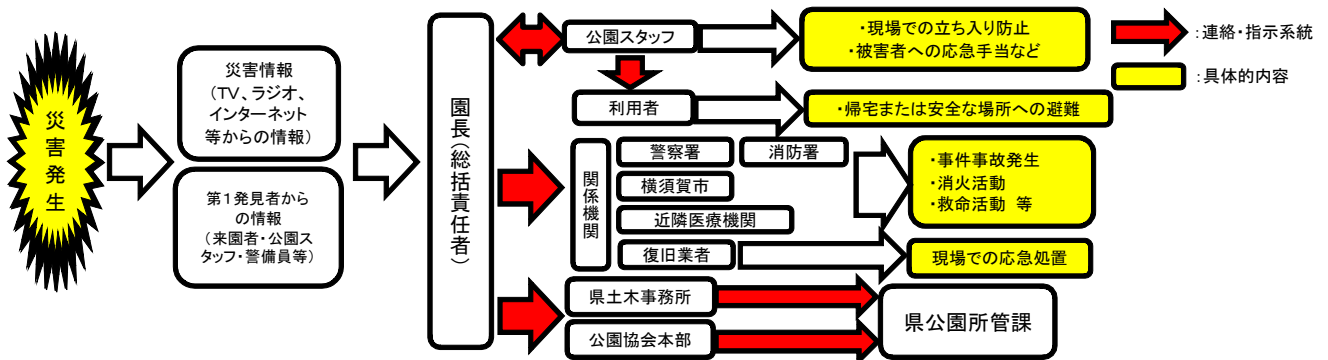 災害発生
災害情報
（TV、ラジオ、
インターネット
等からの情報）
第１発見者から
の情報
（来園者・公園ス
タッフ・警備員等）
園長（総括責任者）
公園スタッフ
・現場での立ち入り防止
・被害者への応急手当など
利用者
・帰宅または安全な場所への避難
関係機関
警察署
消防署
横須賀市
近隣医療機関
復旧業者
・事件事故発生
・消火活動
・救命活動 等
現場での応急処置
県土木事務所
公園協会本部
県公園所管課
：連絡・指示系統
：具体的内容